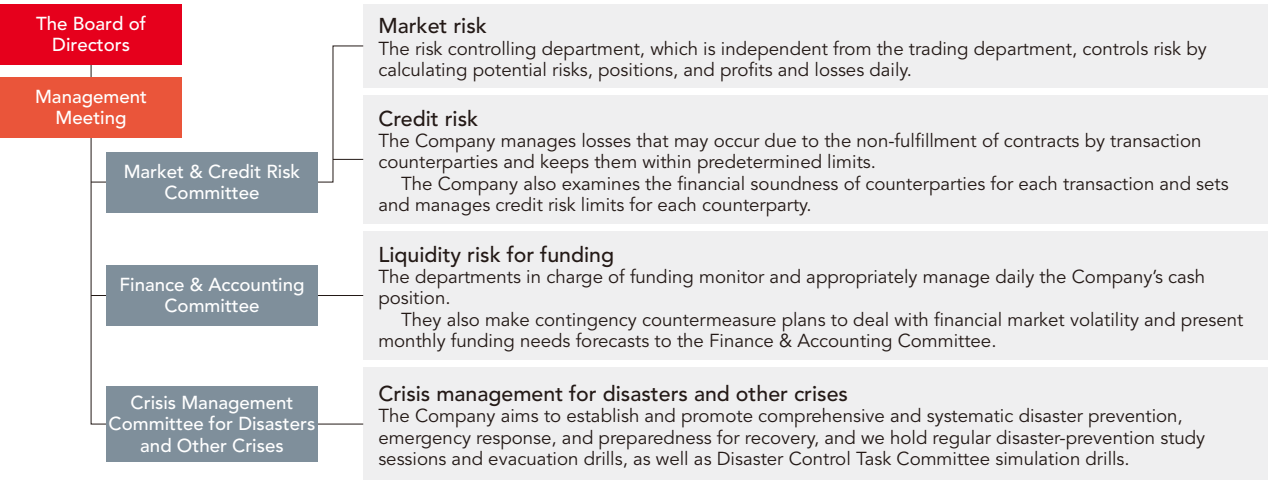 The Board of
Directors
Management
Meeting
Market & Credit Risk
Committee
Finance & Accounting
Committee
Crisis Management
Committee for Disasters
and Other Crises
Market risk
The risk controlling department, which is independent from the trading department, controls risk by
calculating potential risks, positions, and profits and losses daily.
Credit risk
The Company manages losses that may occur due to the non-fulfillment of contracts by transaction
counterparties and keeps them within predetermined limits.
The Company also examines the financial soundness of counterparties for each transaction and sets
and manages credit risk limits for each counterparty.
Liquidity risk for funding
The departments in charge of funding monitor and appropriately manage daily the Company’s cash
position.
They also make contingency countermeasure plans to deal with financial market volatility and present
monthly funding needs forecasts to the Finance & Accounting Committee.
Crisis management for disasters and other crises
The Company aims to establish and promote comprehensive and systematic disaster prevention,
emergency response, and preparedness for recovery, and we hold regular disaster-prevention study
sessions and evacuation drills, as well as Disaster Control Task Committee simulation drills.